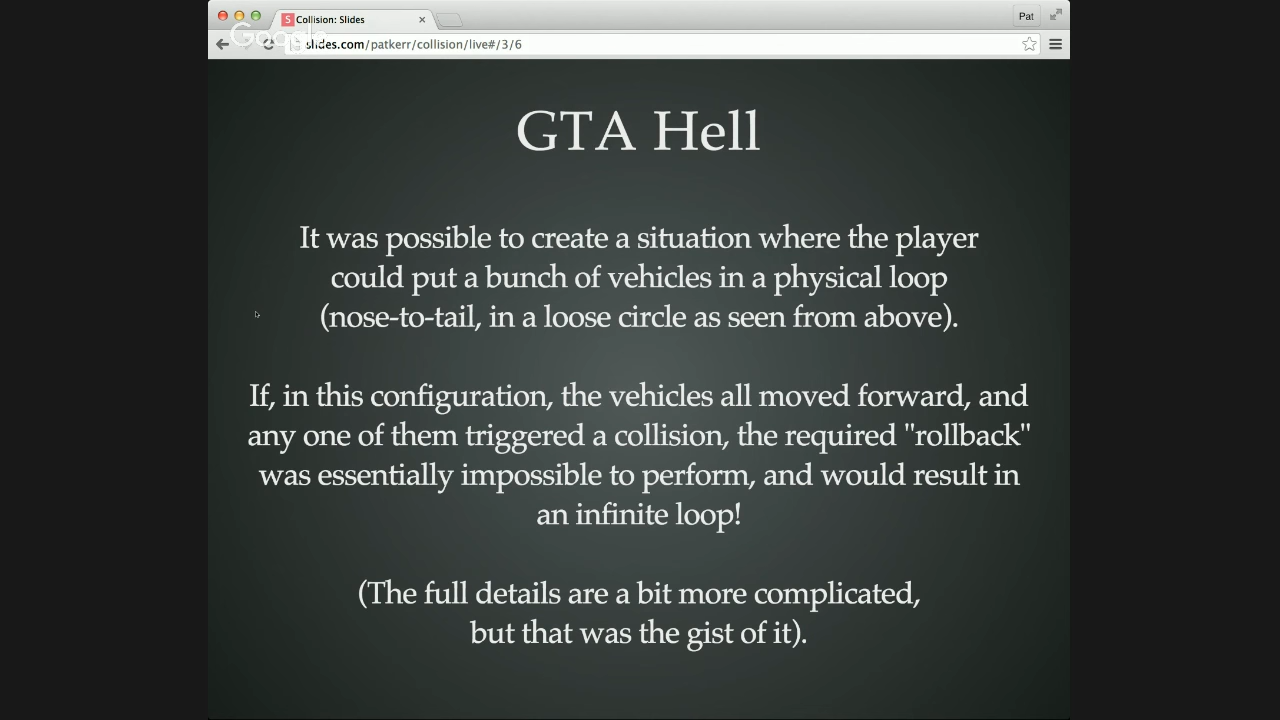 Collision: Slides
Pat
Google
slides.com/patkerr/collision/live#/3/6
GTA Hell
It was possible to create a situation where the player
could put a bunch of vehicles in a physical loop
(nose-to-tail, in a loose circle as seen from above).
If, in this configuration, the vehicles all moved forward, and
any one of them triggered a collision, the required "rollback"
was essentially impossible to perform, and would result in
an infinite loop!
(The full details are a bit more complicated,
but that was the gist of it).